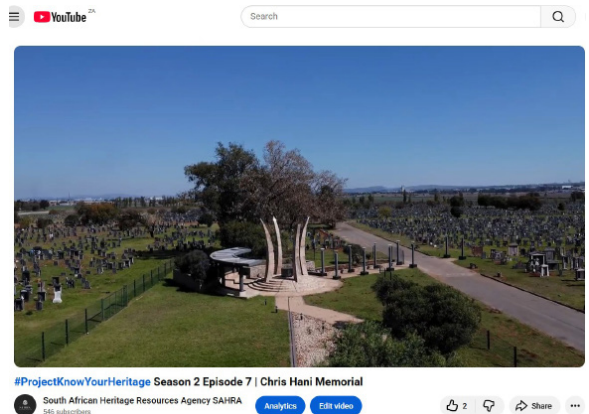 YouTube ZA
Search
#ProjectKnowYourHeritage Season 2 Episode 7 | Chris Hani Memorial
South African Heritage Resources Agency SAHRA
546 subscribers
Analytics
Edit video
2
Share